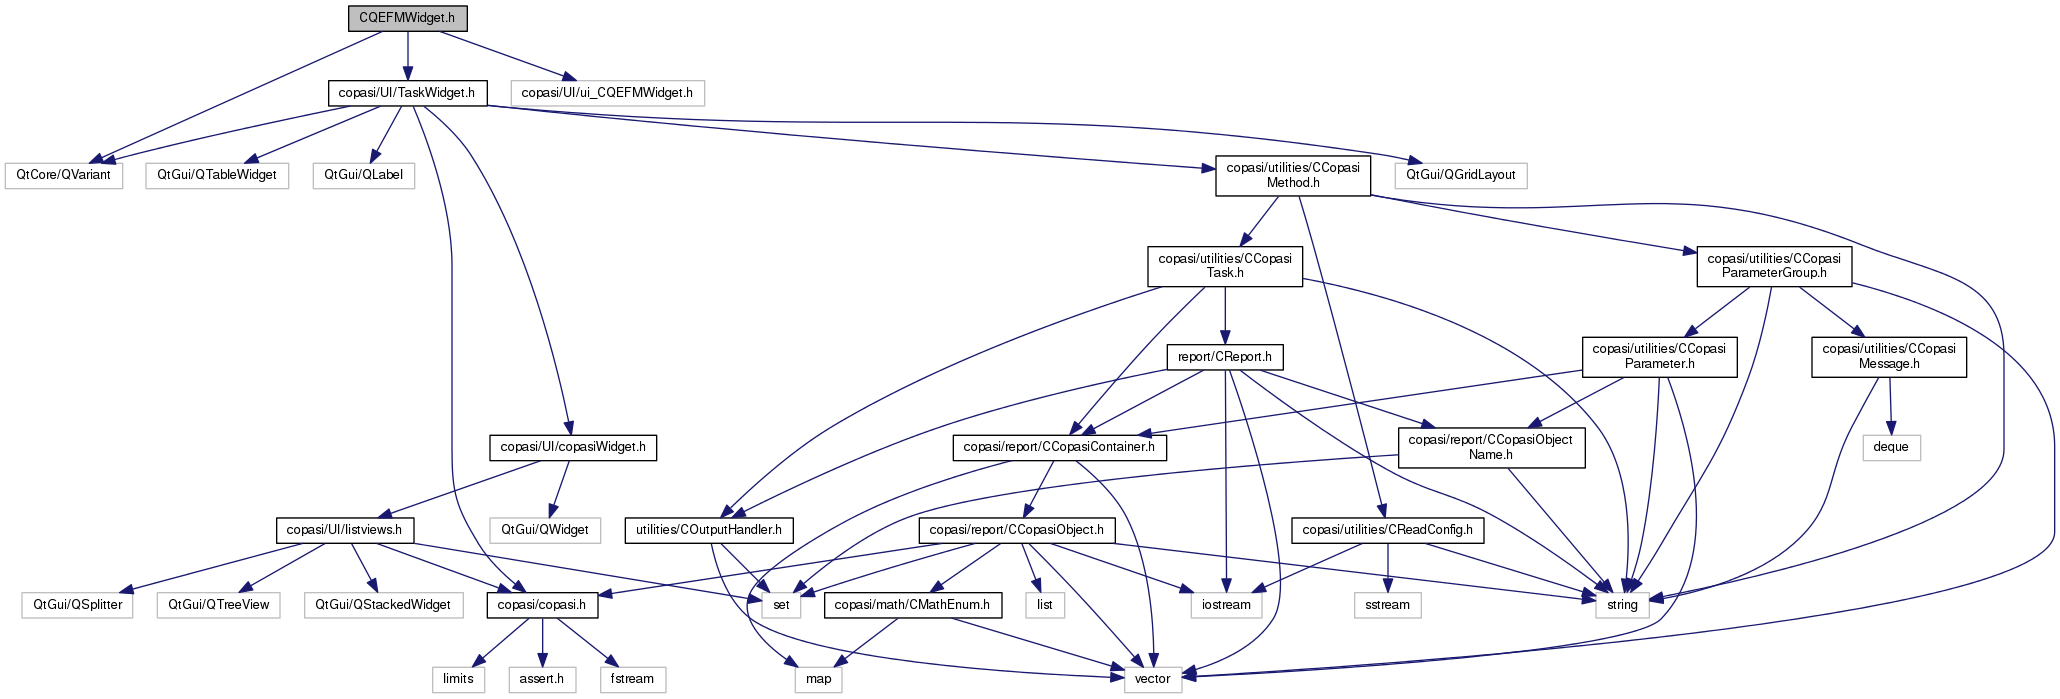 CQEFMWidget.h
copasi/UI/TaskWidget.h
copasi/UI/ui_CQEFMWidget.h
QtCore/QVariant
QtGui/QTableWidget
QtGui/QLabel
copasi/utilities/CCopasi
Method.h
QtGui/QGridLayout
copasi/utilities/CCopasi
Task.h
copasi/utilities/CCopasi
ParameterGroup.h
report/CReport.h
copasi/utilities/CCopasi
Parameter.h
copasi/utilities/CCopasi
Message.h
copasi/UI/copasiWidget.h
copasi/report/CCopasiContainer.h
copasi/report/CCopasiObject
Name.h
deque
copasi/UI/listviews.h
QtGui/QWidget
utilities/COutputHandler.h
copasi/report/CCopasiObject.h
copasi/utilities/CReadConfig.h
QtGui/QSplitter
QtGui/QTreeView
QtGui/QStackedWidget
copasi/copasi.h
set
copasi/math/CMathEnum.h
list
iostream
sstream
string
limits
assert.h
fstream
map
vector